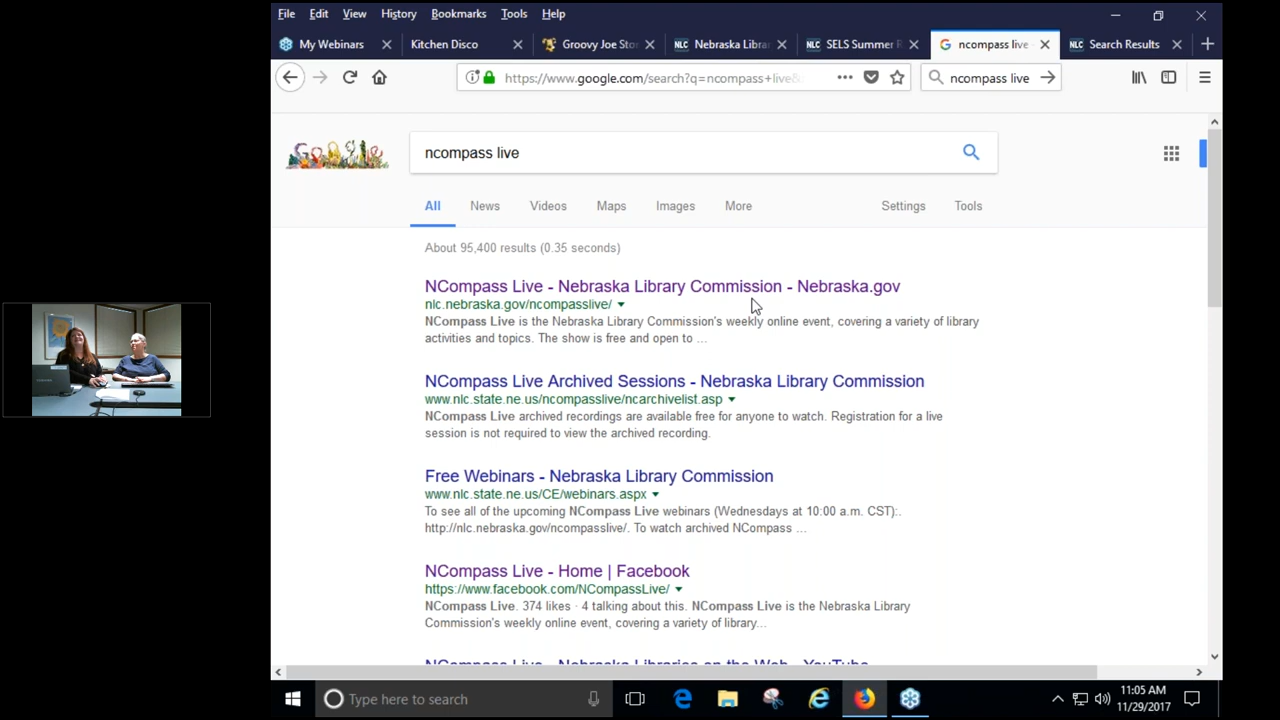 File Edit View History Bookmarks Tools Help
My Webinars
Kitchen Disco
Groovy Joe Sto
Nebraska Libra
SELS Summer R
ncompass live
Search Results
https://www.google.com/search?q=ncompass+live&
ncompass live
Google
ncompass live
All News Videos Maps Images More Settings Tools
About 95,400 results (0.35 seconds)
NCompass Live - Nebraska Library Commission - Nebraska.gov
nlc.nebraska.gov/ncompasslive/
NCompass Live is the Nebraska Library Commission's weekly online event, covering a variety of library
activities and topics. The show is free and open to ...
NCompass Live Archived Sessions - Nebraska Library Commission
www.nlc.state.ne.us/ncompasslive/ncarchivelist.asp
NCompass Live archived recordings are available free for anyone to watch. Registration for a live
session is not required to view the archived recording.
Free Webinars - Nebraska Library Commission
www.nlc.state.ne.us/CE/webinars.aspx
To see all of the upcoming NCompass Live webinars (Wednesdays at 10:00 a.m. CST):.
http://nlc.nebraska.gov/ncompasslive/. To watch archived NCompass ...
NCompass Live - Home | Facebook
https://www.facebook.com/NCompassLive/
NCompass Live. 374 likes · 4 talking about this. NCompass Live is the Nebraska Library
Commission's weekly online event, covering a variety of library...
NCompass Live - Nebraska Libraries on the Web - YouTube
Type here to search
11:05 AM
11/29/2017